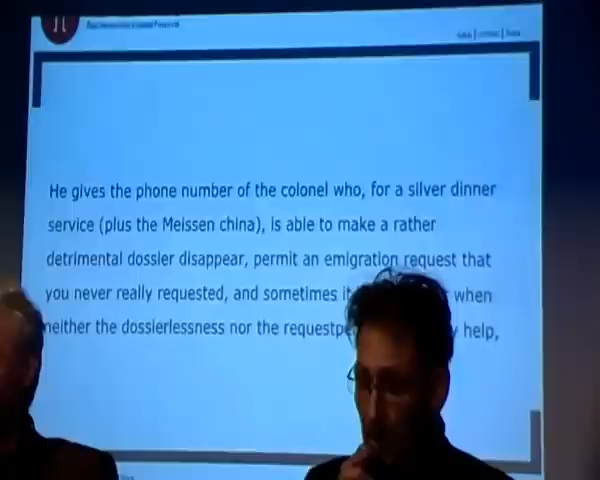 He gives the phone number of the colonel who, for a silver dinner
service (plus the Meissen china), is able to make a rather
detrimental dossier disappear, permit an emigration request that
you never really requested, and sometimes it when
neither the dossierlessness nor the requestpe help,